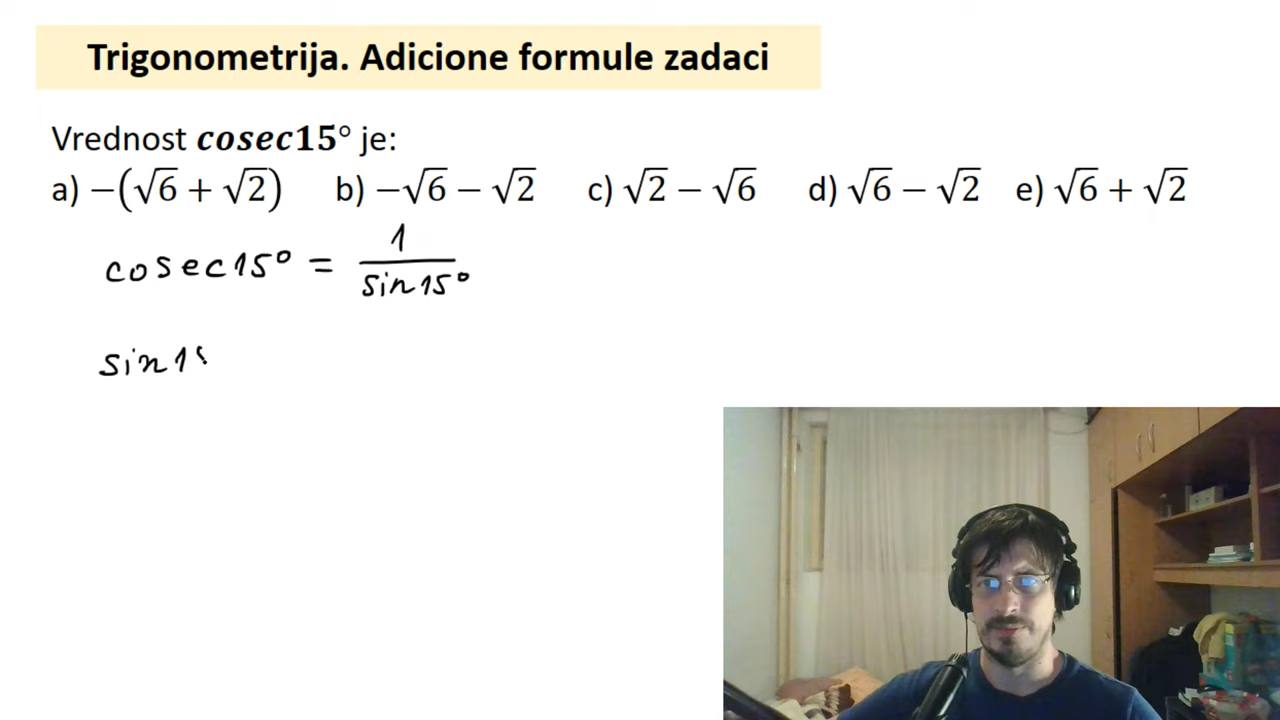 Trigonometrija. Adicione formule zadaci
Vrednost cosec15° je:
a) −(√6 + √2) b) −√6 − √2 c) √2 − √6 d) √6 − √2 e) √6 + √2
cosec15° = 1/sin15°
sin15